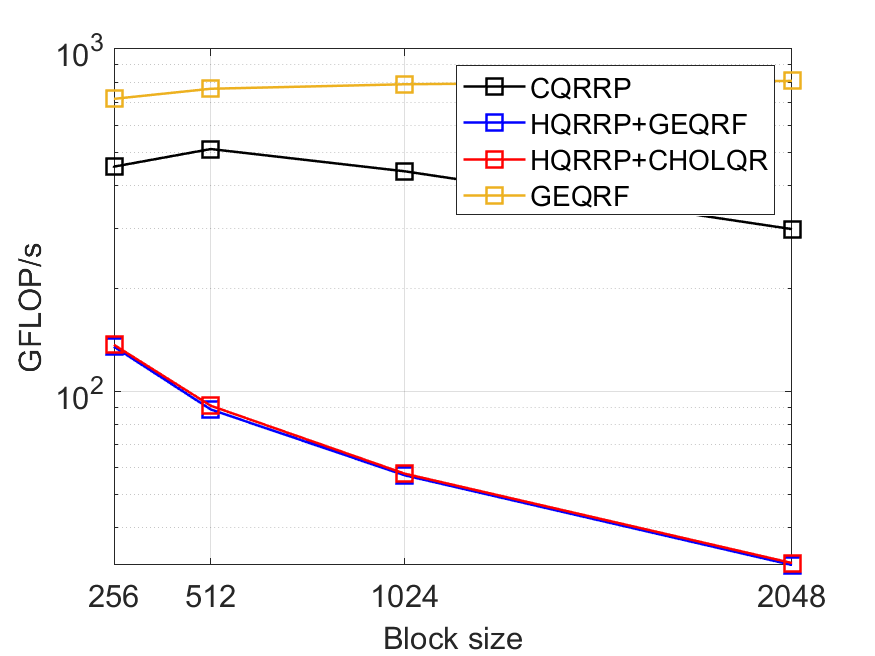 10^3
CQRRP
HQRRP+GEQRF
HQRRP+CHOLQR
GEQRF
GFLOP/s
10^2
256 512 1024 2048
Block size